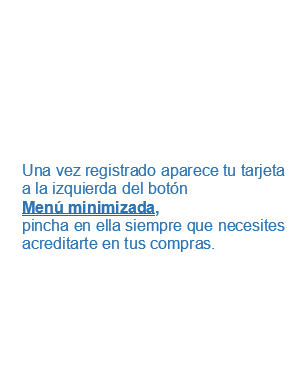 Una vez registrado aparece tu tarjeta
a la izquierda del botón
Menú minimizada,
pincha en ella siempre que necesites
acreditarte en tus compras.